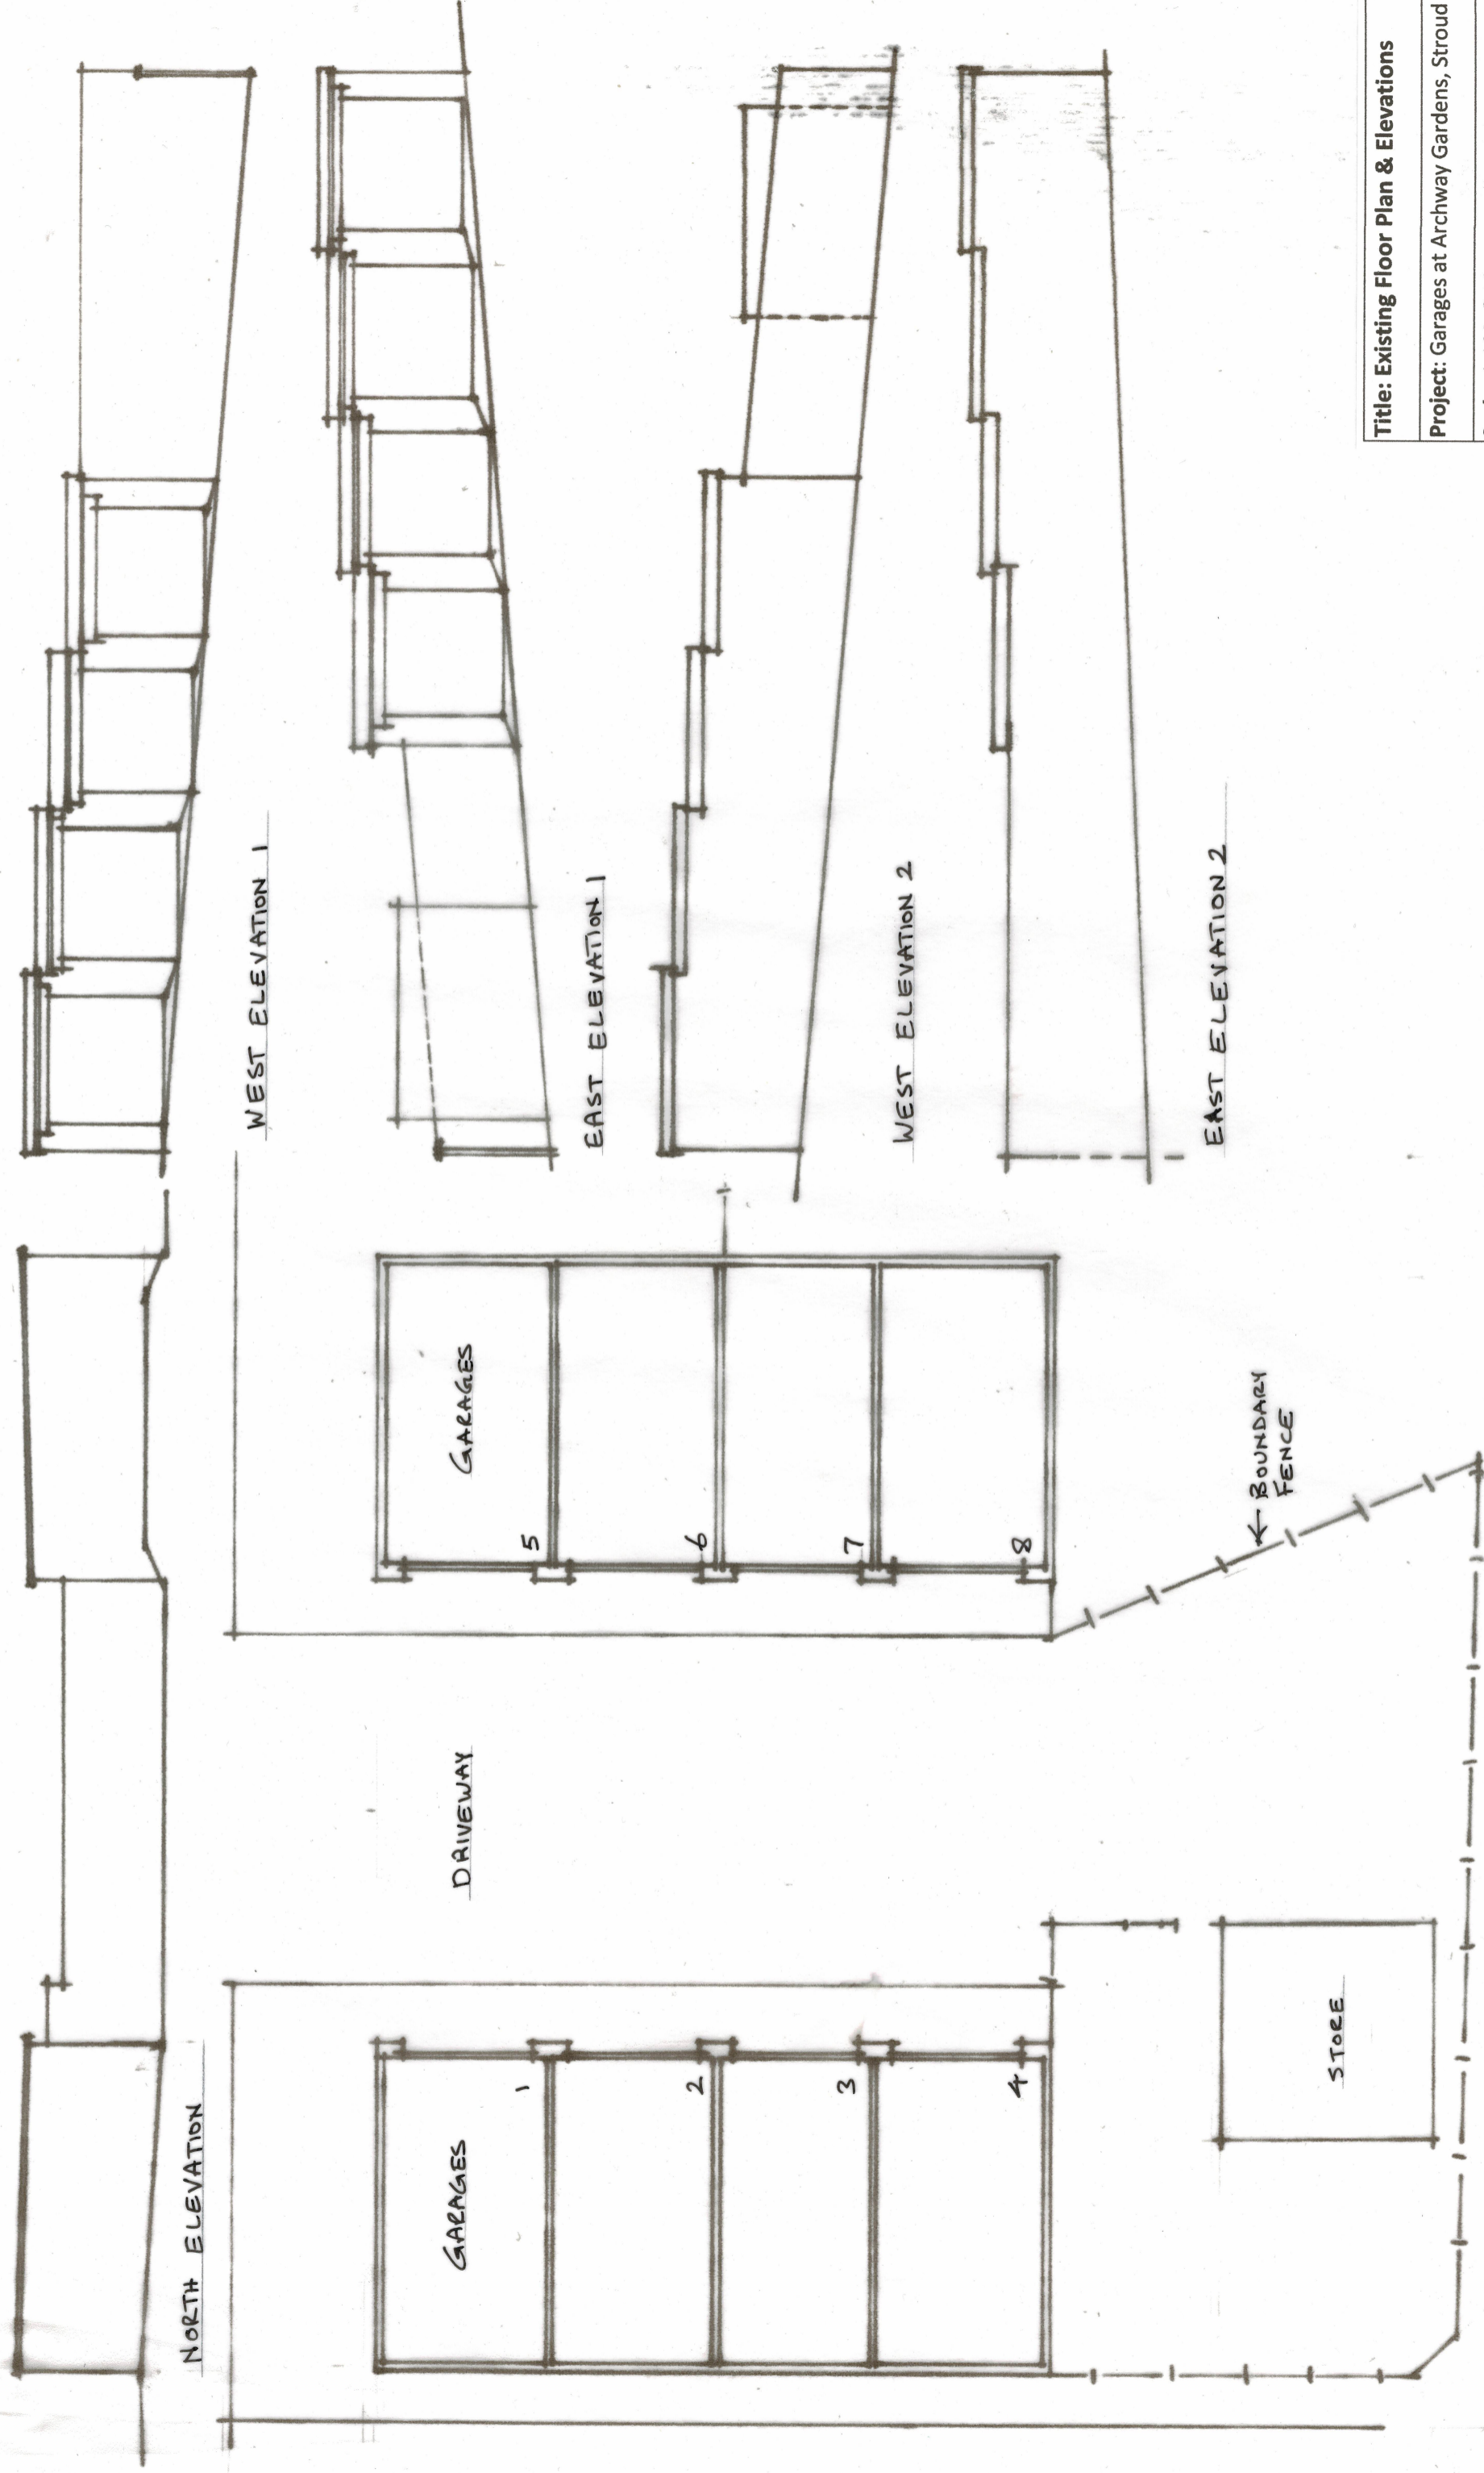 NORTH ELEVATION
WEST ELEVATION 1
EAST ELEVATION 1
WEST ELEVATION 2
EAST ELEVATION 2
GARAGES
1
2
3
4
DRIVEWAY
GARAGES
5
6
7
8
← BOUNDARY
FENCE
STORE
Title: Existing Floor Plan & Elevations
Project: Garages at Archway Gardens, Stroud